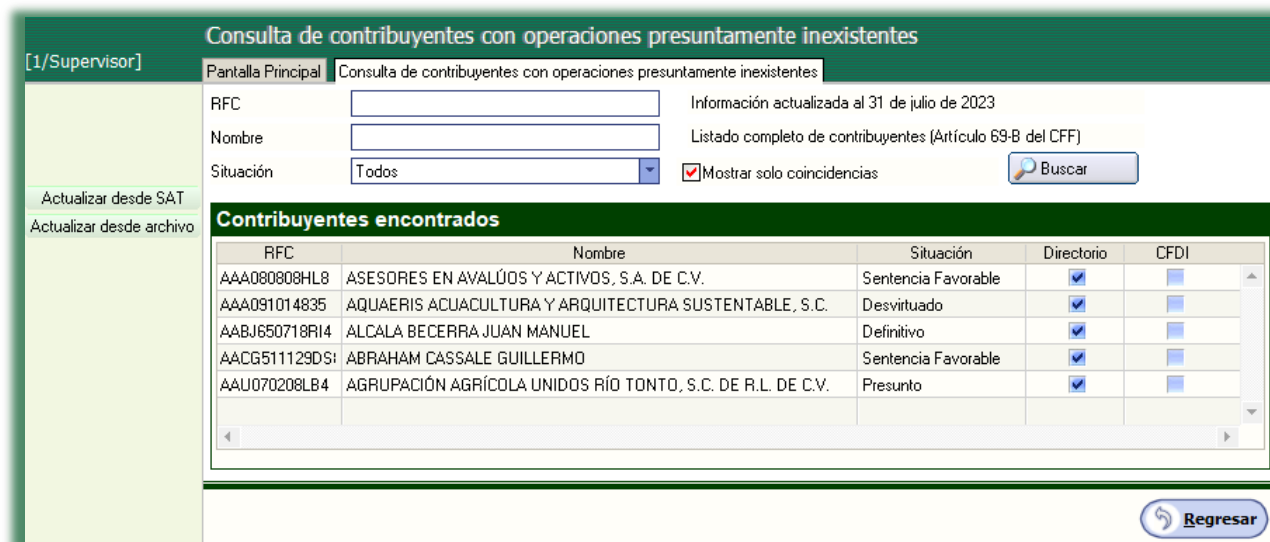 Consulta de contribuyentes con operaciones presuntamente inexistentes
[1/Supervisor]
Pantalla Principal Consulta de contribuyentes con operaciones presuntamente inexistentes
RFC Información actualizada al 31 de julio de 2023
Nombre Listado completo de contribuyentes (Artículo 69-B del CFF)
Situación Todos Mostrar solo coincidencias Buscar
Actualizar desde SAT
Actualizar desde archivo
Contribuyentes encontrados
RFC Nombre Situación Directorio CFDI
AAA080808HL8 ASESORES EN AVALÚOS Y ACTIVOS, S.A. DE C.V. Sentencia Favorable
AAA091014835 AQUAERIS ACUACULTURA Y ARQUITECTURA SUSTENTABLE, S.C. Desvirtuado
AABJ650718RI4 ALCALA BECERRA JUAN MANUEL Definitivo
ABRAHAM CASSALE GUILLERMO Sentencia Favorable
AAU070208LB4 AGRUPACIÓN AGRÍCOLA UNIDOS RÍO TONTO, S.C. DE R.L. DE C.V. Presunto
Regresar